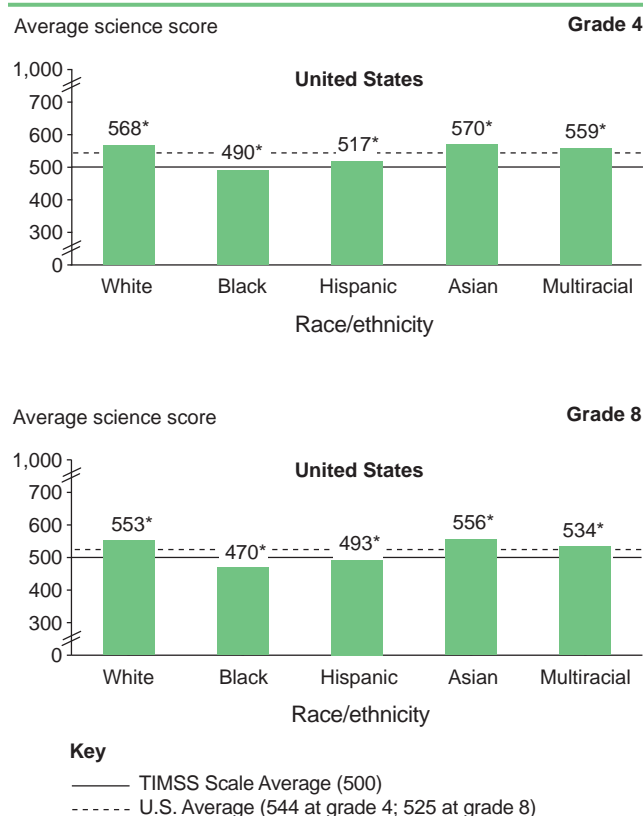 Average science score Grade 4
1,000
United States
700
600
500
400
300
0
568* 490* 517* 570* 559*
White Black Hispanic Asian Multiracial
Race/ethnicity
Average science score Grade 8
1,000
United States
700
600
500
400
300
0
553* 470* 493* 556* 534*
White Black Hispanic Asian Multiracial
Race/ethnicity
Key
TIMSS Scale Average (500)
U.S. Average (544 at grade 4; 525 at grade 8)